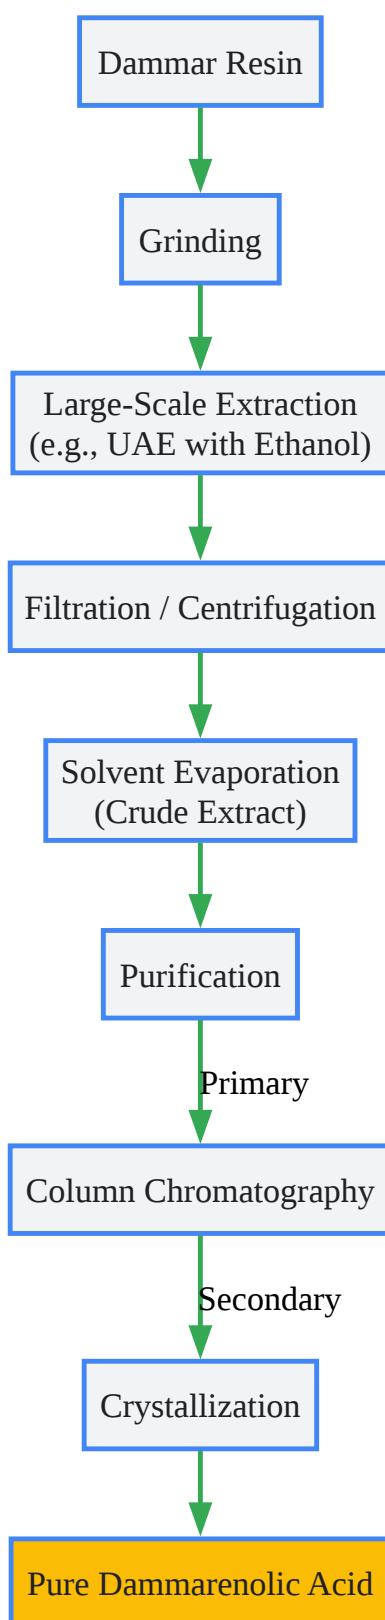 Dammar Resin
Grinding
Large-Scale Extraction
(e.g., UAE with Ethanol)
Filtration / Centrifugation
Solvent Evaporation
(Crude Extract)
Purification
Primary
Column Chromatography
Secondary
Crystallization
Pure Dammarenolic Acid